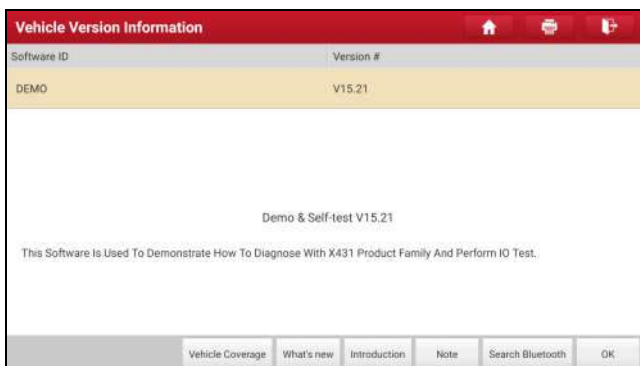 Vehicle Version Information
Software ID Version #
DEMO V15.21
Demo & Self-test V15.21
This Software Is Used To Demonstrate How To Diagnose With X431 Product Family And Perform IO Test.
Vehicle Coverage What's new Introduction Note Search Bluetooth OK